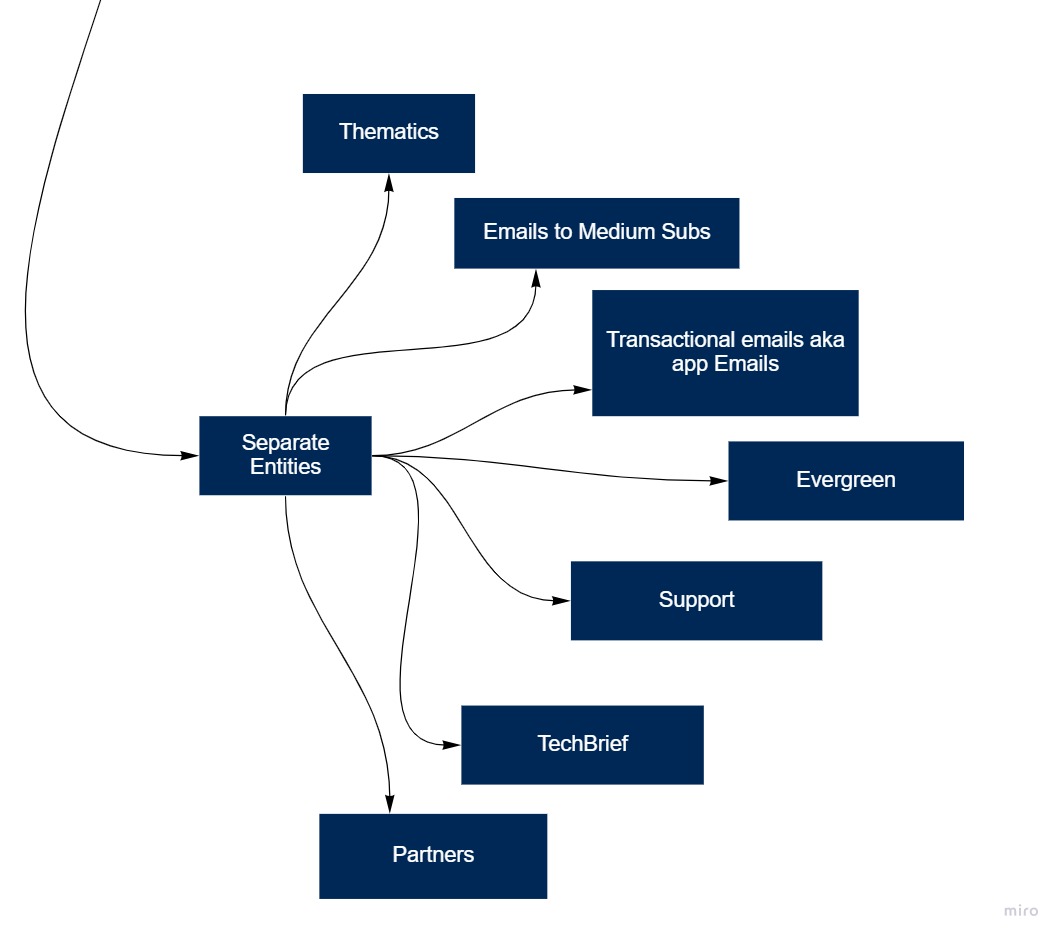 Thematics
Emails to Medium Subs
Transactional emails aka
app Emails
Separate
Entities
Evergreen
Support
TechBrief
Partners
miro